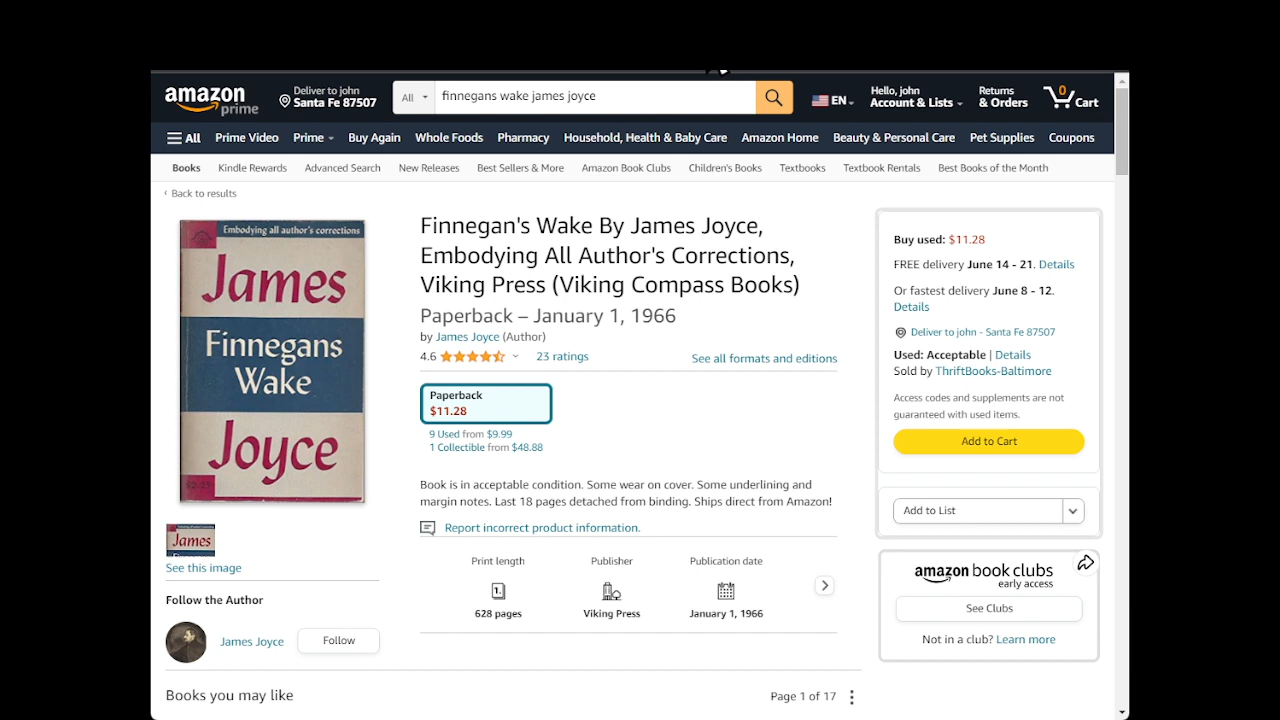 amazon
prime
Deliver to john
Santa Fe 87507
All
finnegans wake james joyce
EN
Hello, john
Account & Lists
Returns
& Orders
0
Cart
All
Prime Video
Prime
Buy Again
Whole Foods
Pharmacy
Household, Health & Baby Care
Amazon Home
Beauty & Personal Care
Pet Supplies
Coupons
Books
Kindle Rewards
Advanced Search
New Releases
Best Sellers & More
Amazon Book Clubs
Children's Books
Textbooks
Textbook Rentals
Best Books of the Month
‹ Back to results
Embodying all author's corrections
James
Finnegans
Wake
Joyce
$2.25
James
See this image
Follow the Author
James Joyce
Follow
Finnegan's Wake By James Joyce,
Embodying All Author's Corrections,
Viking Press (Viking Compass Books)
Paperback – January 1, 1966
by James Joyce (Author)
4.6
23 ratings
See all formats and editions
Paperback
$11.28
9 Used from $9.99
1 Collectible from $48.88
Book is in acceptable condition. Some wear on cover. Some underlining and
margin notes. Last 18 pages detached from binding. Ships direct from Amazon!
Report incorrect product information.
Print length
1.
628 pages
Publisher
Viking Press
Publication date
January 1, 1966
Buy used: $11.28
FREE delivery June 14 - 21. Details
Or fastest delivery June 8 - 12.
Details
Deliver to john - Santa Fe 87507
Used: Acceptable | Details
Sold by ThriftBooks-Baltimore
Access codes and supplements are not
guaranteed with used items.
Add to Cart
Add to List
amazon book clubs
early access
See Clubs
Not in a club? Learn more
Books you may like
Page 1 of 17